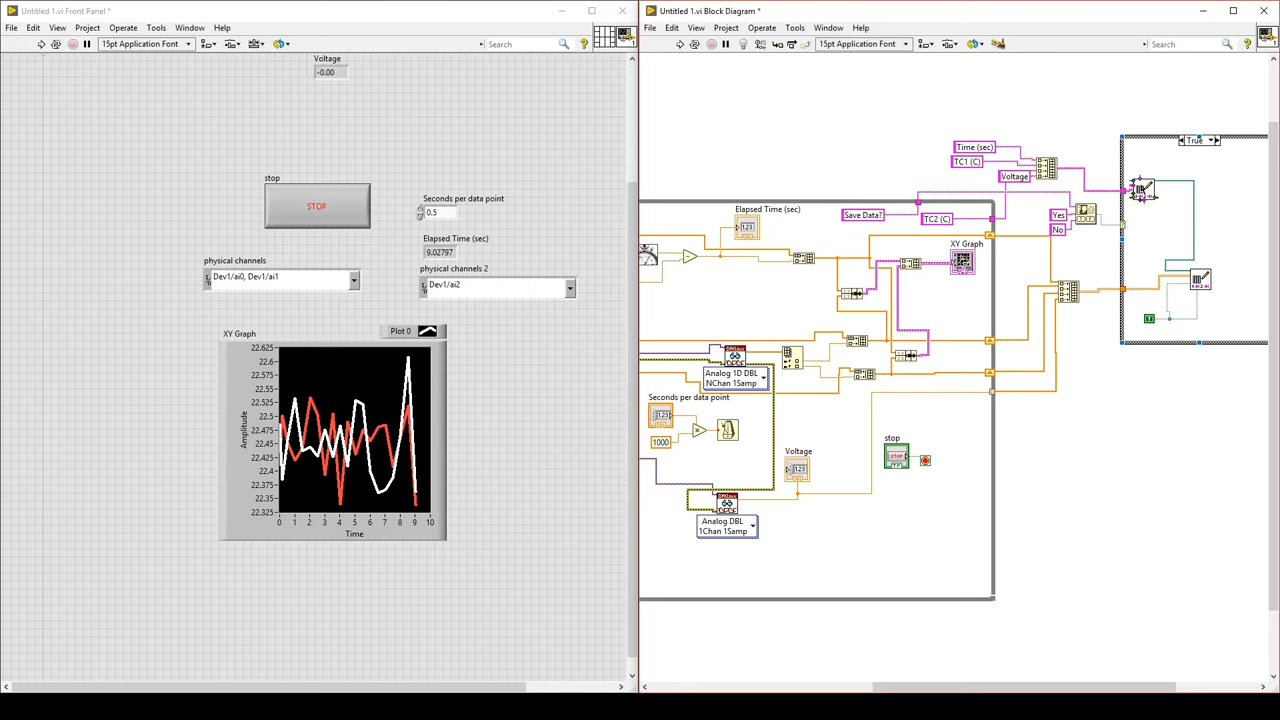 Untitled 1.vi Front Panel *
File Edit View Project Operate Tools Window Help
15pt Application Font
Search
Voltage
-0.00
stop
STOP
Seconds per data point
0.5
Elapsed Time (sec)
9.02797
physical channels
Dev1/ai0, Dev1/ai1
physical channels 2
Dev1/ai2
XY Graph
Plot 0
22.625
22.6
22.575
22.55
22.525
22.5
22.475
22.45
22.425
22.4
22.375
22.35
22.325
Amplitude
0 1 2 3 4 5 6 7 8 9 10
Time
Untitled 1.vi Block Diagram *
File Edit View Project Operate Tools Window Help
15pt Application Font
Search
True
Time (sec)
TC1 (C)
Voltage
Elapsed Time (sec)
123
Save Data?
TC2 (C)
Yes
No
XY Graph
Analog 1D DBL
NChan 1Samp
Seconds per data point
123
1000
Voltage
123
stop
STOP
TF
T
Analog DBL
1Chan 1Samp